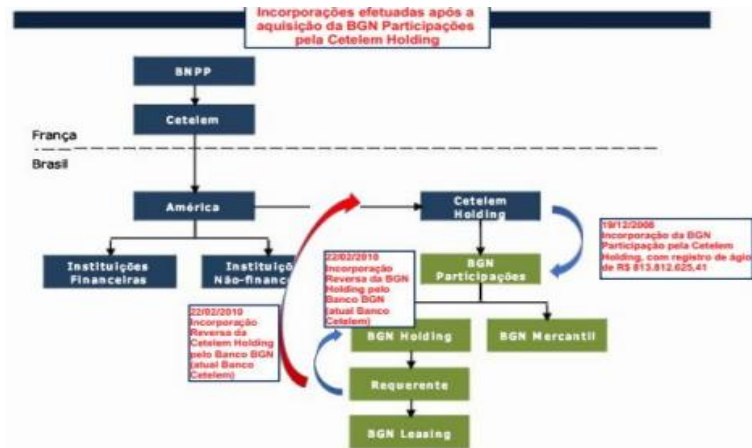 Incorporações efetuadas após a
aquisição da BGN Participações
pela Cetelem Holding
BNPP
Cetelem
França
Brasil
América
Cetelem
Holding
19/12/2008
Incorporação da BGN
Participação pela Cetelem
Holding, com registro de ágio
de R$ 813.812.625,41
Instituições
Financeiras
Instituiçõ
Não-financ
22/02/2010
Incorporação
Reversa da BGN
Holding pelo Banco BGN
(atual Banco
Cetelem)
BGN
Participações
22/02/2010
Incorporação
Reversa da
Cetelem Holding
pelo Banco BGN
(atual Banco
Cetelem)
BGN Holding
BGN Mercantil
Requerente
BGN Leasing